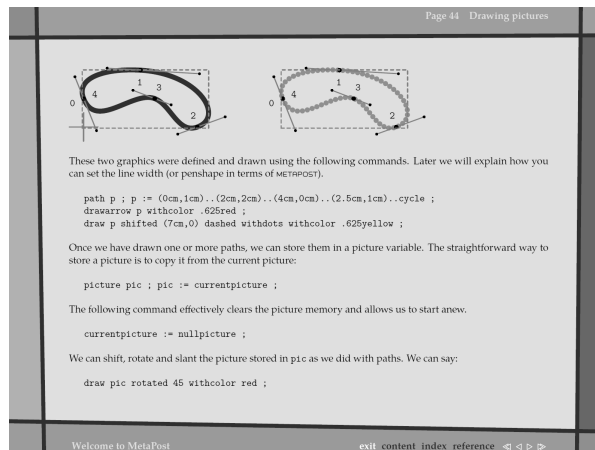 Page 44 Drawing pictures
0
4
1
3
2
0
4
1
3
2
These two graphics were defined and drawn using the following commands. Later we will explain how you
can set the line width (or penshape in terms of METAPOST).
path p ; p := (0cm,1cm)..(2cm,2cm)..(4cm,0cm)..(2.5cm,1cm)..cycle ;
drawarrow p withcolor .625red ;
draw p shifted (7cm,0) dashed withdots withcolor .625yellow ;
Once we have drawn one or more paths, we can store them in a picture variable. The straightforward way to
store a picture is to copy it from the current picture:
picture pic ; pic := currentpicture ;
The following command effectively clears the picture memory and allows us to start anew.
currentpicture := nullpicture ;
We can shift, rotate and slant the picture stored in pic as we did with paths. We can say:
draw pic rotated 45 withcolor red ;
Welcome to MetaPost
exit content index reference